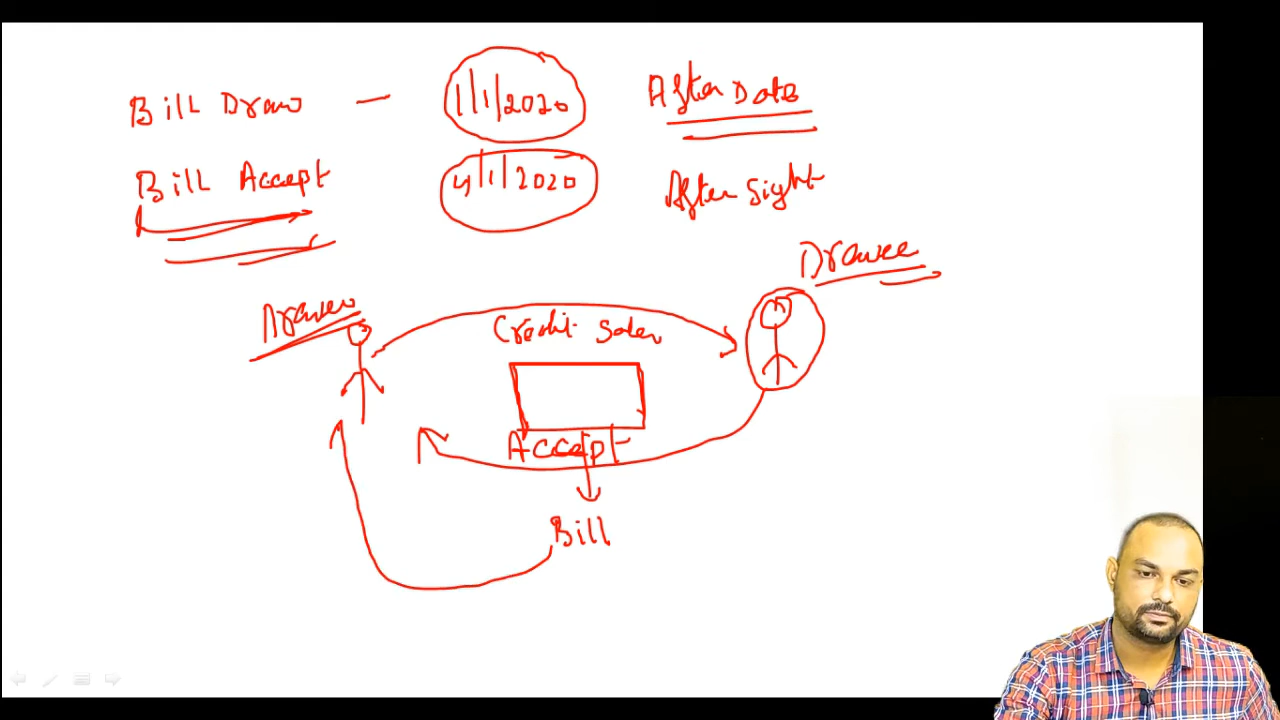 Bill Draw - 1/1/2020 After Date
Bill Accept 4/1/2020 After Sight
Drawee
Drawer
Credit Sales
Accept
Bill